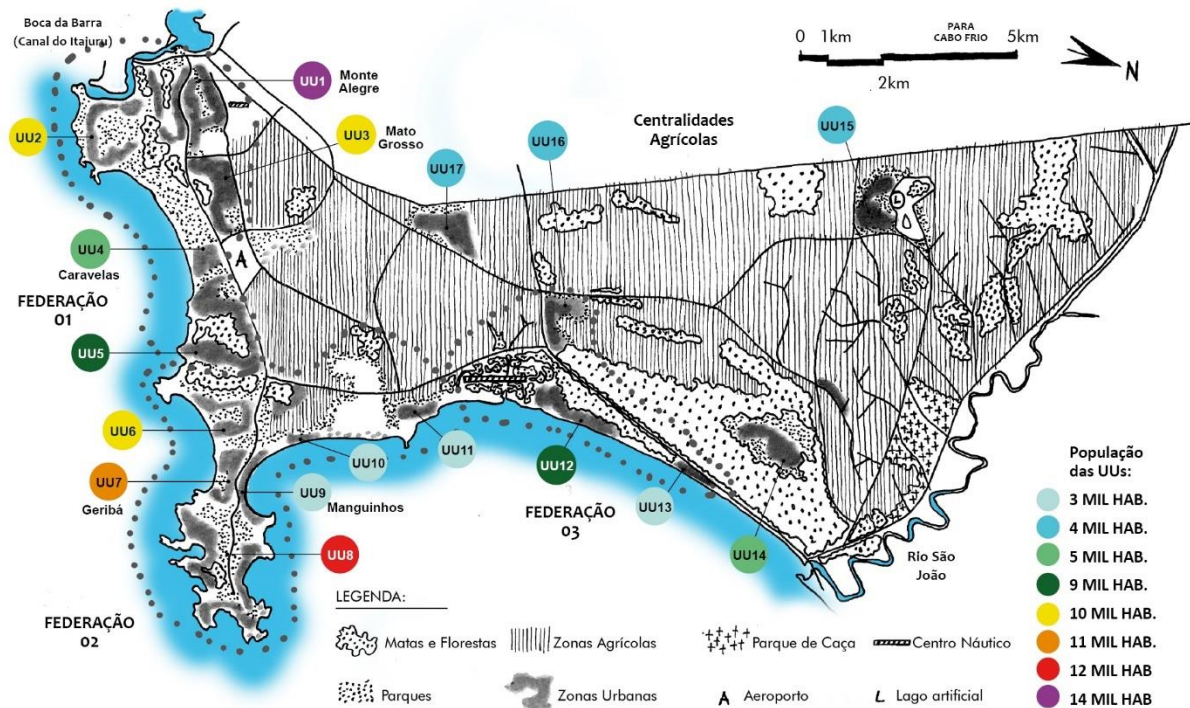 Boca da Barra
(Canal do Itajuru)
UU1
Monte
Alegre
UU2
UU3
Mato
Grosso
UU4
Caravelas
FEDERAÇÃO
01
UU5
UU6
UU7
Geribá
UU8
FEDERAÇÃO
02
UU9
Manguinhos
UU10
UU11
UU12
FEDERAÇÃO
03
UU13
UU14
UU15
UU16
UU17
Centralidades
Agrícolas
A
L
0 1km
PARA
CABO FRIO
5km
2km
N
Rio São
João
LEGENDA:
Matas e Florestas
Zonas Agrícolas
Parque de Caça
Centro Náutico
Parques
Zonas Urbanas
A Aeroporto
L Lago artificial
População
das UUs:
3 MIL HAB.
4 MIL HAB.
5 MIL HAB.
9 MIL HAB.
10 MIL HAB.
11 MIL HAB.
12 MIL HAB
14 MIL HAB